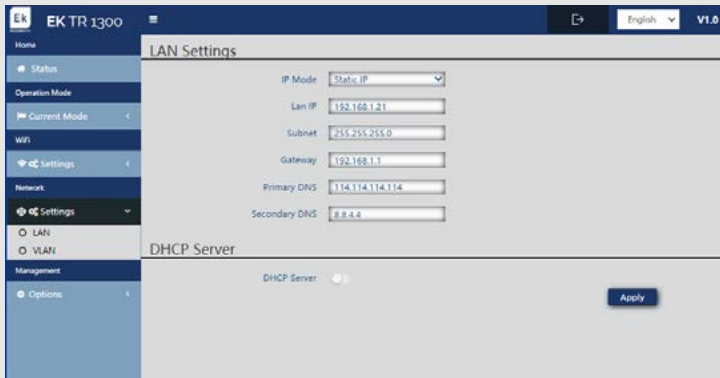 Ek EK TR 1300 English V1.0
Home
Status
Operation Mode
Current Mode
WiFi
Settings
Network
Settings
LAN
VLAN
Management
Options
LAN Settings
IP Mode Static IP
Lan IP 192.168.1.21
Subnet 255.255.255.0
Gateway 192.168.1.1
Primary DNS 114.114.114.114
Secondary DNS 8.8.4.4
DHCP Server
DHCP Server
Apply